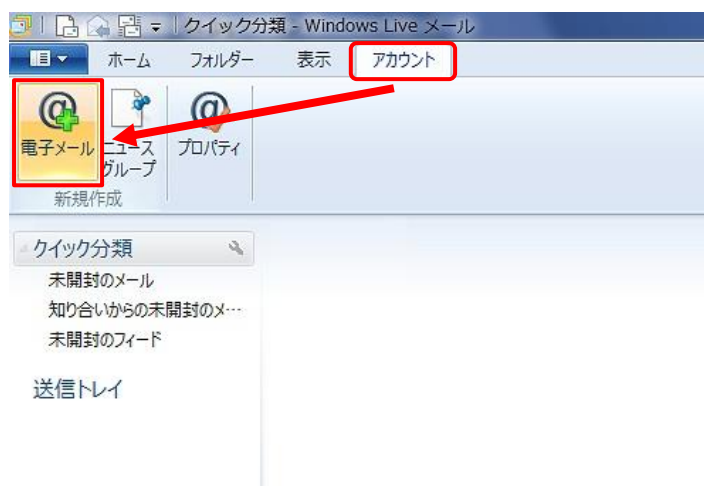 クイック分類 - Windows Live メール
ホーム フォルダー 表示 アカウント
電子メール ニュース グループ プロパティ
新規作成
クイック分類
未開封のメール
知り合いからの未開封のメ…
未開封のフィード
送信トレイ